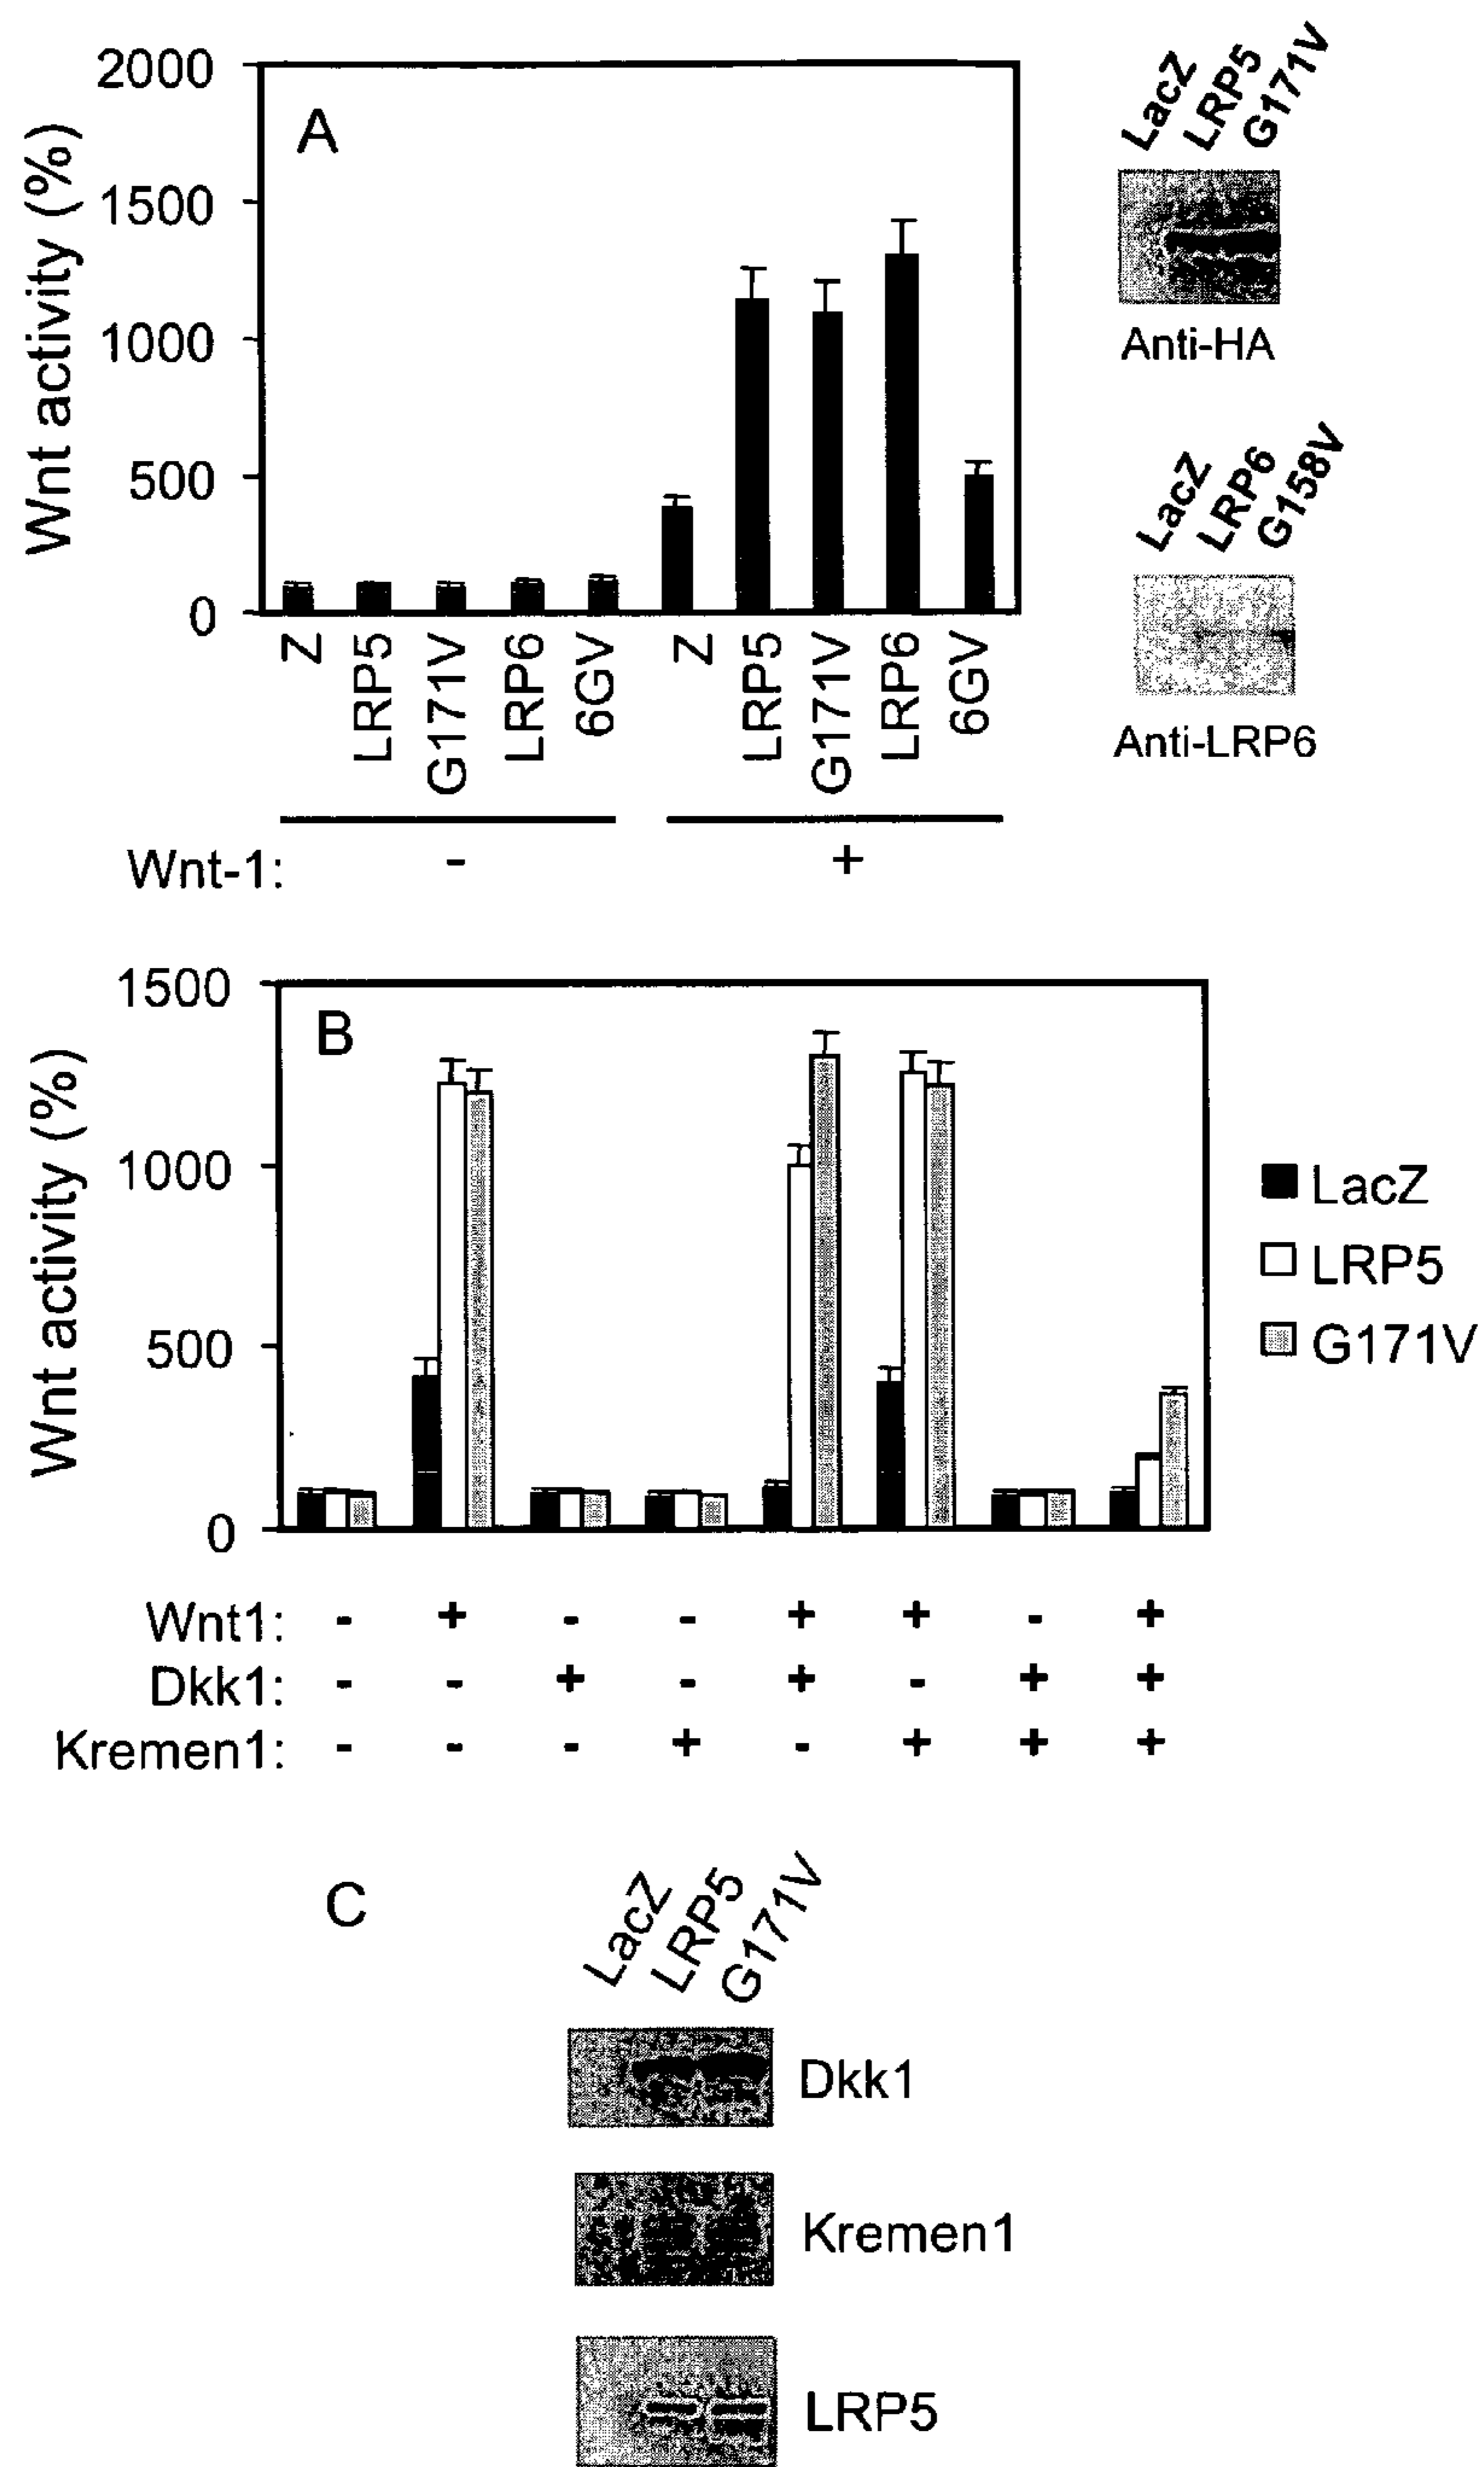 A
Wnt activity (%)
2000
1500
1000
500
0
Z
LRP5
G171V
LRP6
6GV
Z
LRP5
G171V
LRP6
6GV
Wnt-1: - +
LacZ
LRP5
G171V
Anti-HA
LacZ
LRP6
G158V
Anti-LRP6
B
Wnt activity (%)
1500
1000
500
0
LacZ
LRP5
G171V
Wnt1: - + - - + + - +
Dkk1: - - + - + - + +
Kremen1: - - - + - + + +
C
LacZ
LRP5
G171V
Dkk1
Kremen1
LRP5